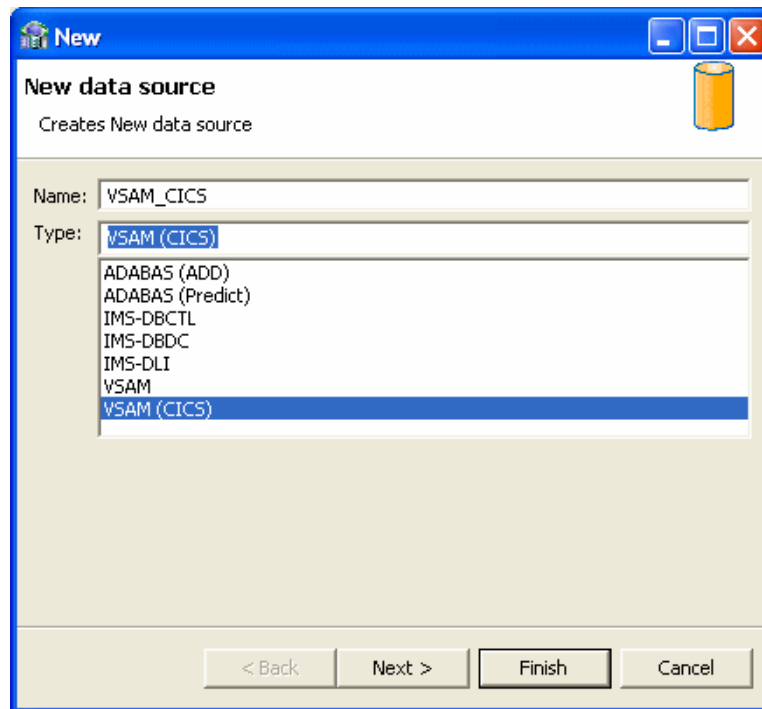 New
New data source
Creates New data source
Name: VSAM_CICS
Type: VSAM (CICS)
ADABAS (ADD)
ADABAS (Predict)
IMS-DBCTL
IMS-DBDC
IMS-DLI
VSAM
VSAM (CICS)
< Back Next > Finish Cancel